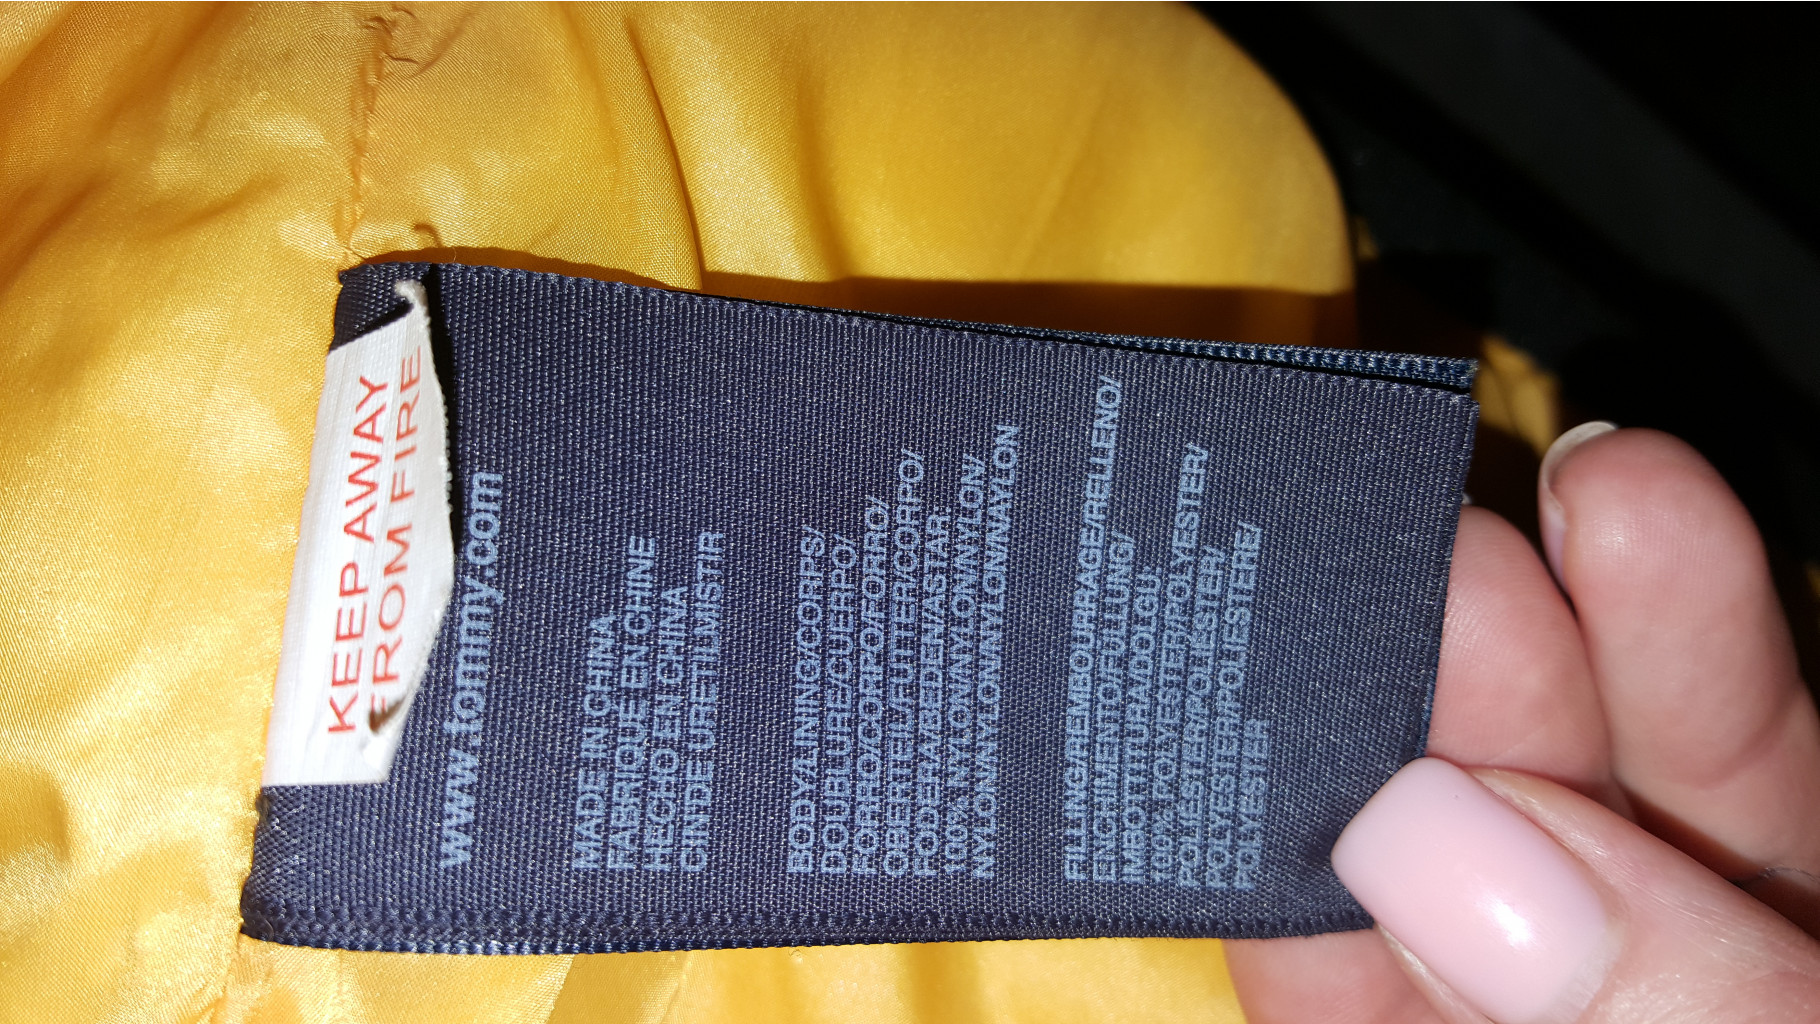 KEEP AWAY
FROM FIRE
www.tommy.com
MADE IN CHINA
FABRIQUE EN CHINE
HECHO EN CHINA
CINDE URETILMISTIR
BODY/LINING/CORPS/
DOUBLURE/CUERPO/
FORRO/CORPO/FORRO/
OBERTEIL/FUTTER/CORPO/
FODERA/BEDEN/ASTAR:
100% NYLON/NYLON/NYLON/
NYLON/NYLON/NYLON/NAYLON
FILLING/REMBOURRAGE/RELLENO/
ENCHIMENTO/FULLUNG/
IMBOTTITURA/DOLGU:
100% POLYESTER/POLYESTER/
POLIESTER/POLIESTER/
POLYESTER/POLIESTERE/
POLYESTER